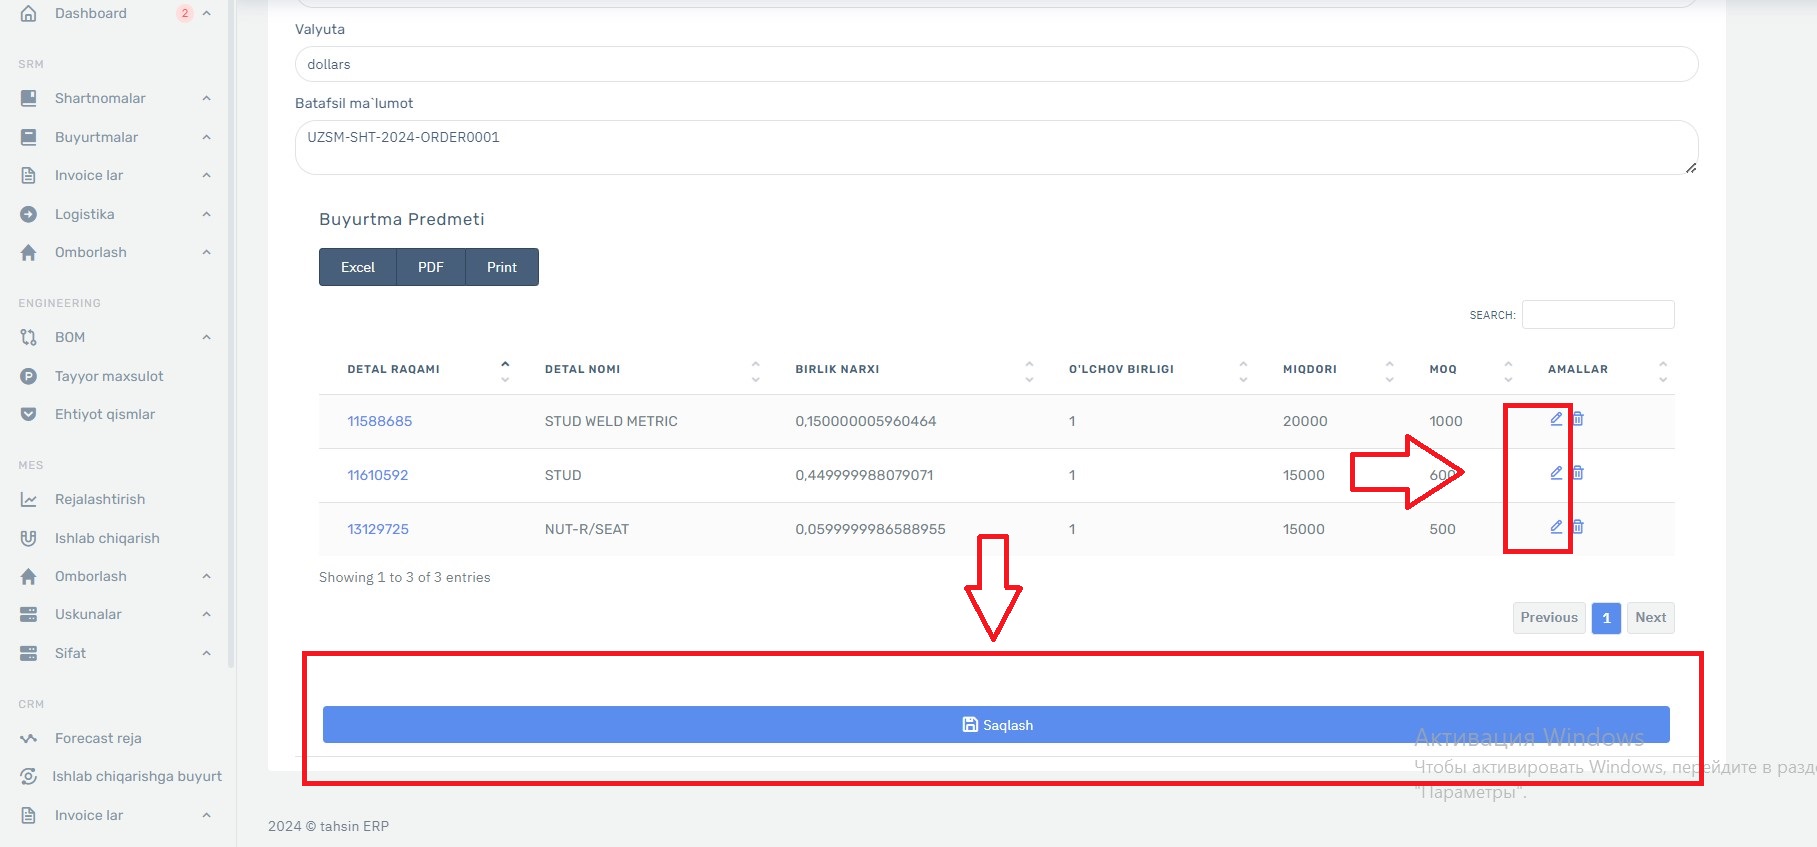 Dashboard 2
SRM
Shartnomalar
Buyurtmalar
Invoice lar
Logistika
Omborlash
ENGINEERING
BOM
Tayyor maxsulot
Ehtiyot qismlar
MES
Rejalashtirish
Ishlab chiqarish
Omborlash
Uskunalar
Sifat
CRM
Forecast reja
Ishlab chiqarishga buyurt
Invoice lar
Valyuta
dollars
Batafsil ma`lumot
UZSM-SHT-2024-ORDER0001
Buyurtma Predmeti
Excel PDF Print
SEARCH:
DETAL RAQAMI DETAL NOMI BIRLIK NARXI O'LCHOV BIRLIGI MIQDORI MOQ AMALLAR
11588685 STUD WELD METRIC 0,150000005960464 1 20000 1000
11610592 STUD 0,449999988079071 1 15000 600
13129725 NUT-R/SEAT 0,0599999986588955 1 15000 500
Showing 1 to 3 of 3 entries
Previous 1 Next
Saqlash
Активация Windows
Чтобы активировать Windows, перейдите в разде
"Параметры".
2024 © tahsin ERP